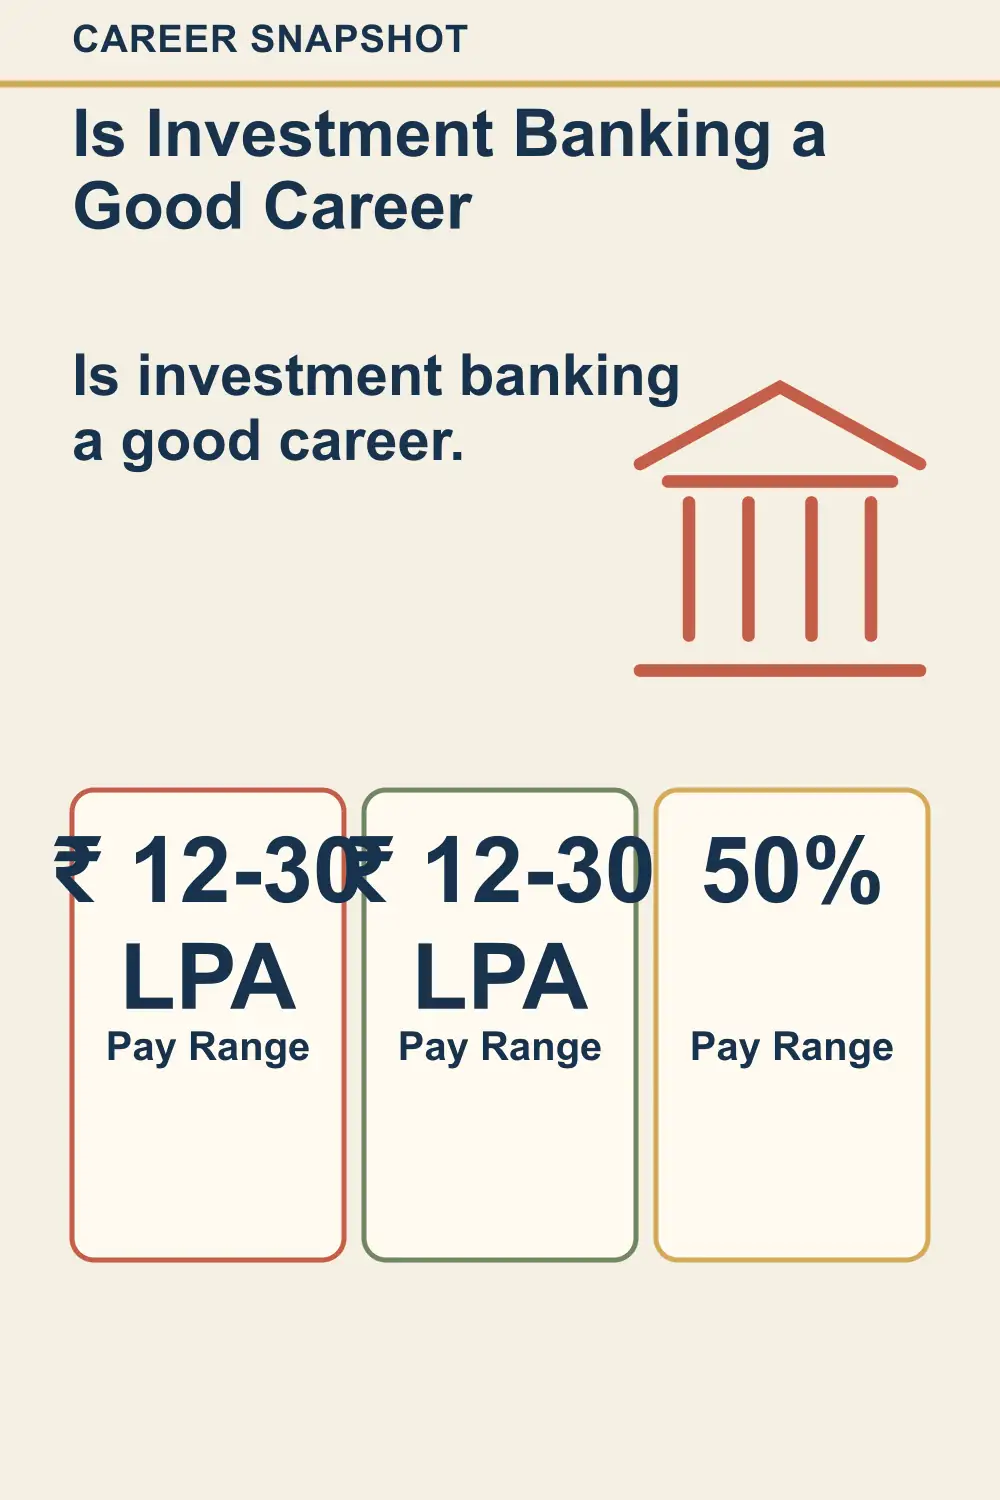 CAREER SNAPSHOT
Is Investment Banking a
Good Career
Is investment banking
a good career.
₹ 12-30
LPA
Pay Range
₹ 12-30
LPA
Pay Range
50%
Pay Range